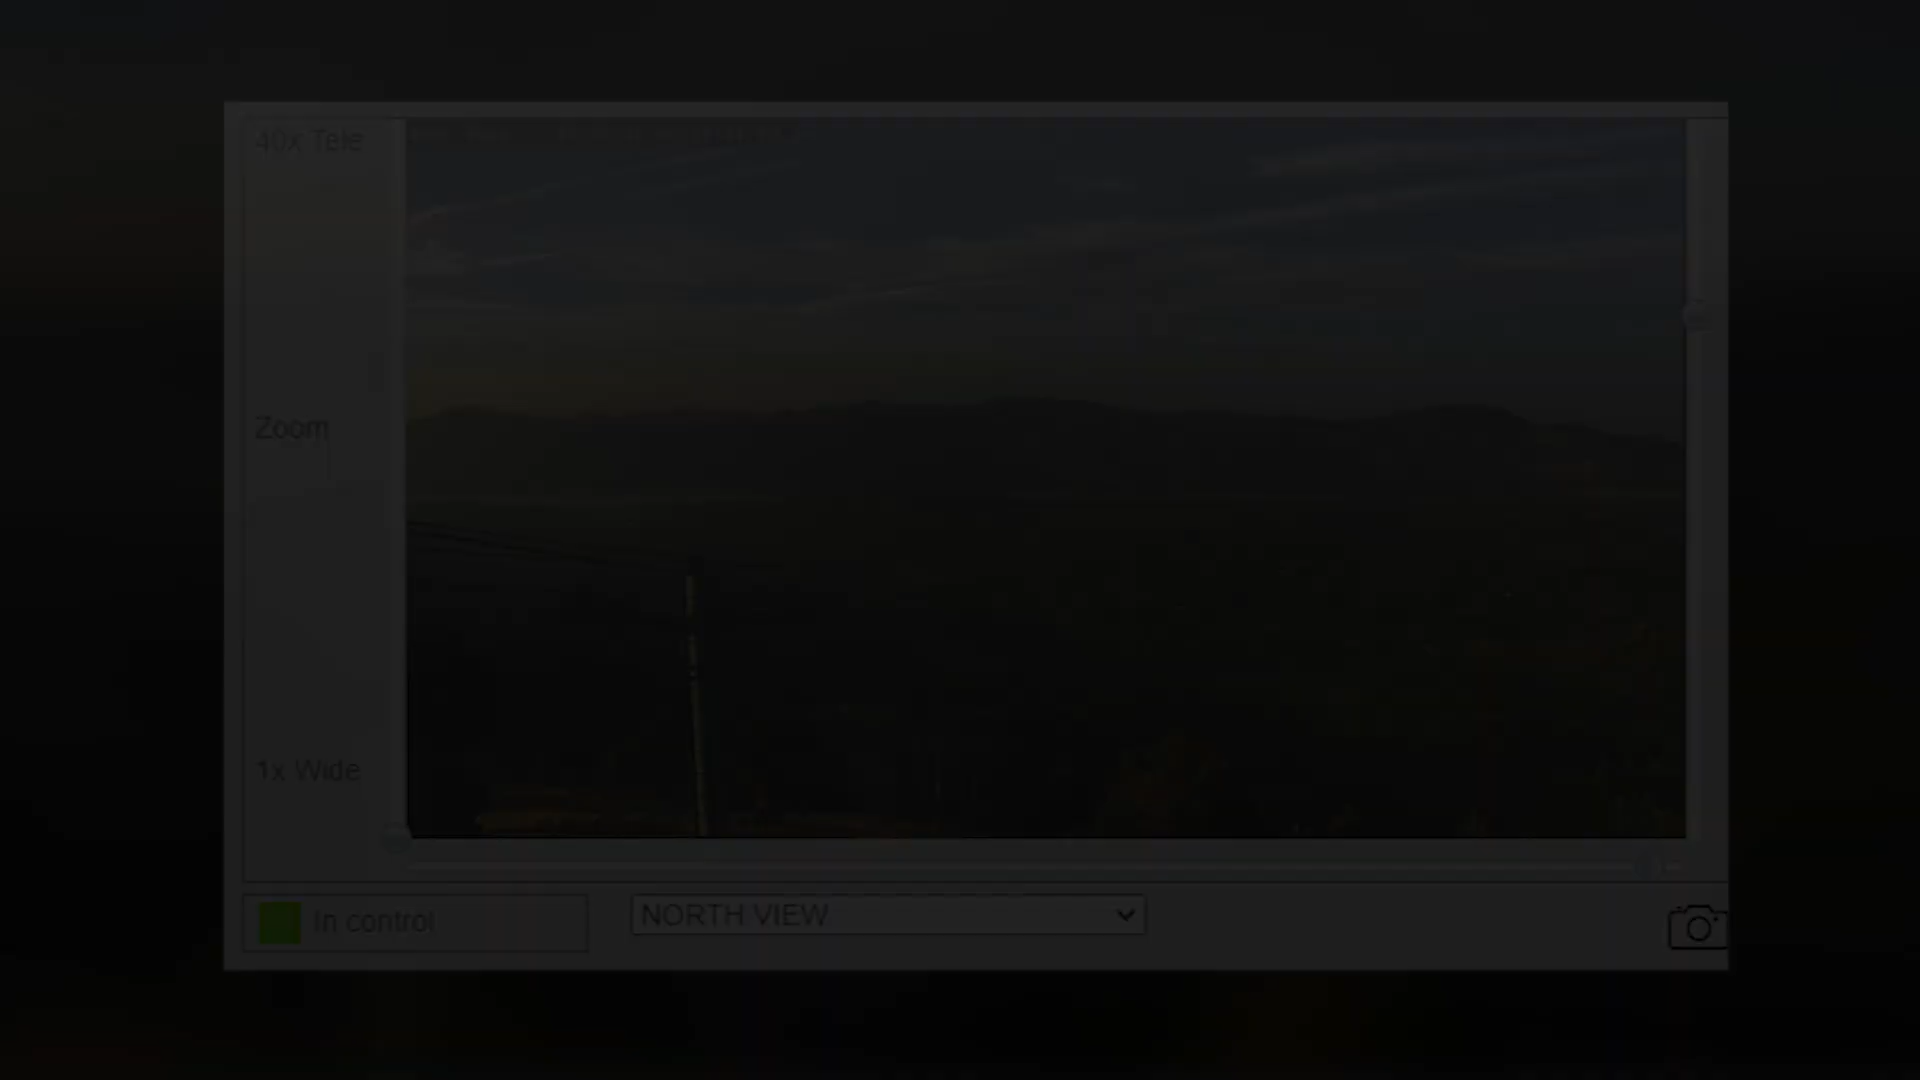 40x Tele
Zoom
1x Wide
In control
NORTH VIEW